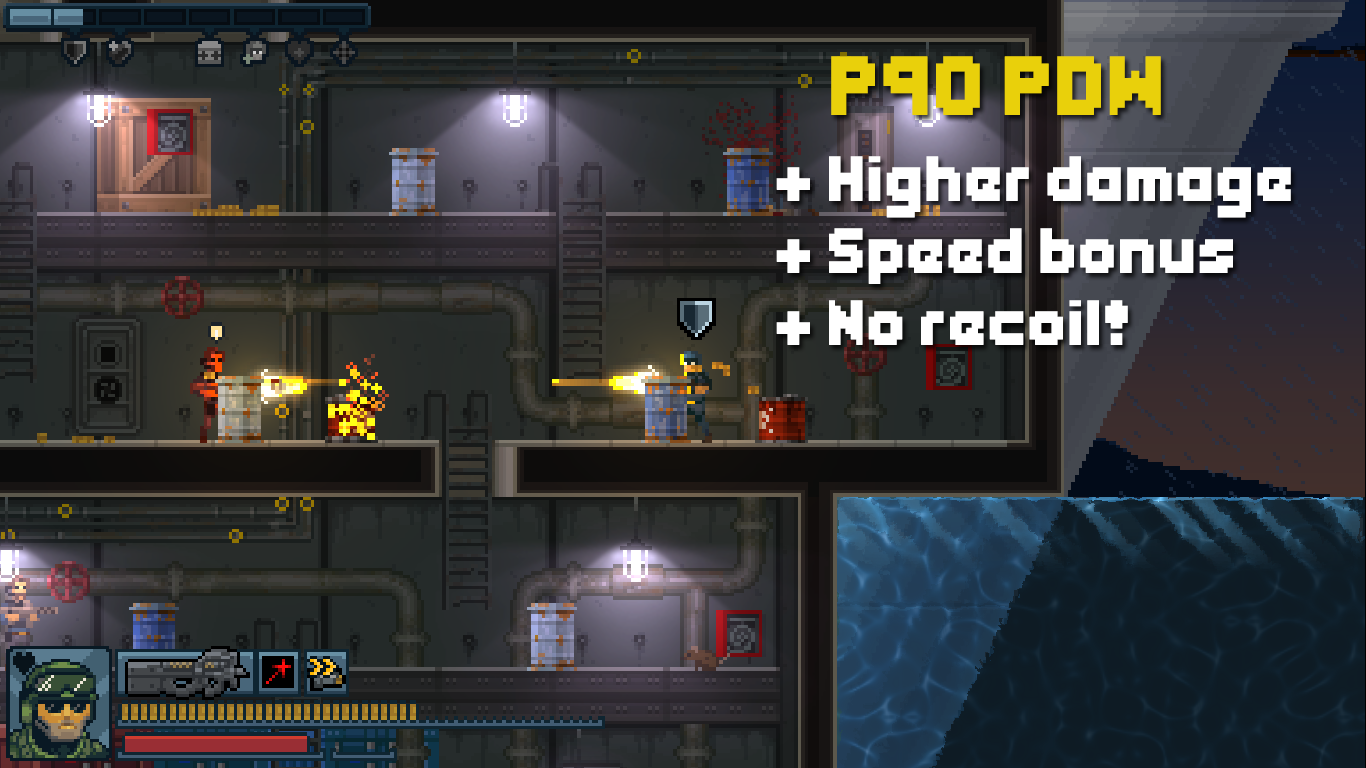 P90 PDW
+ Higher damage
+ Speed bonus
+ No recoil!